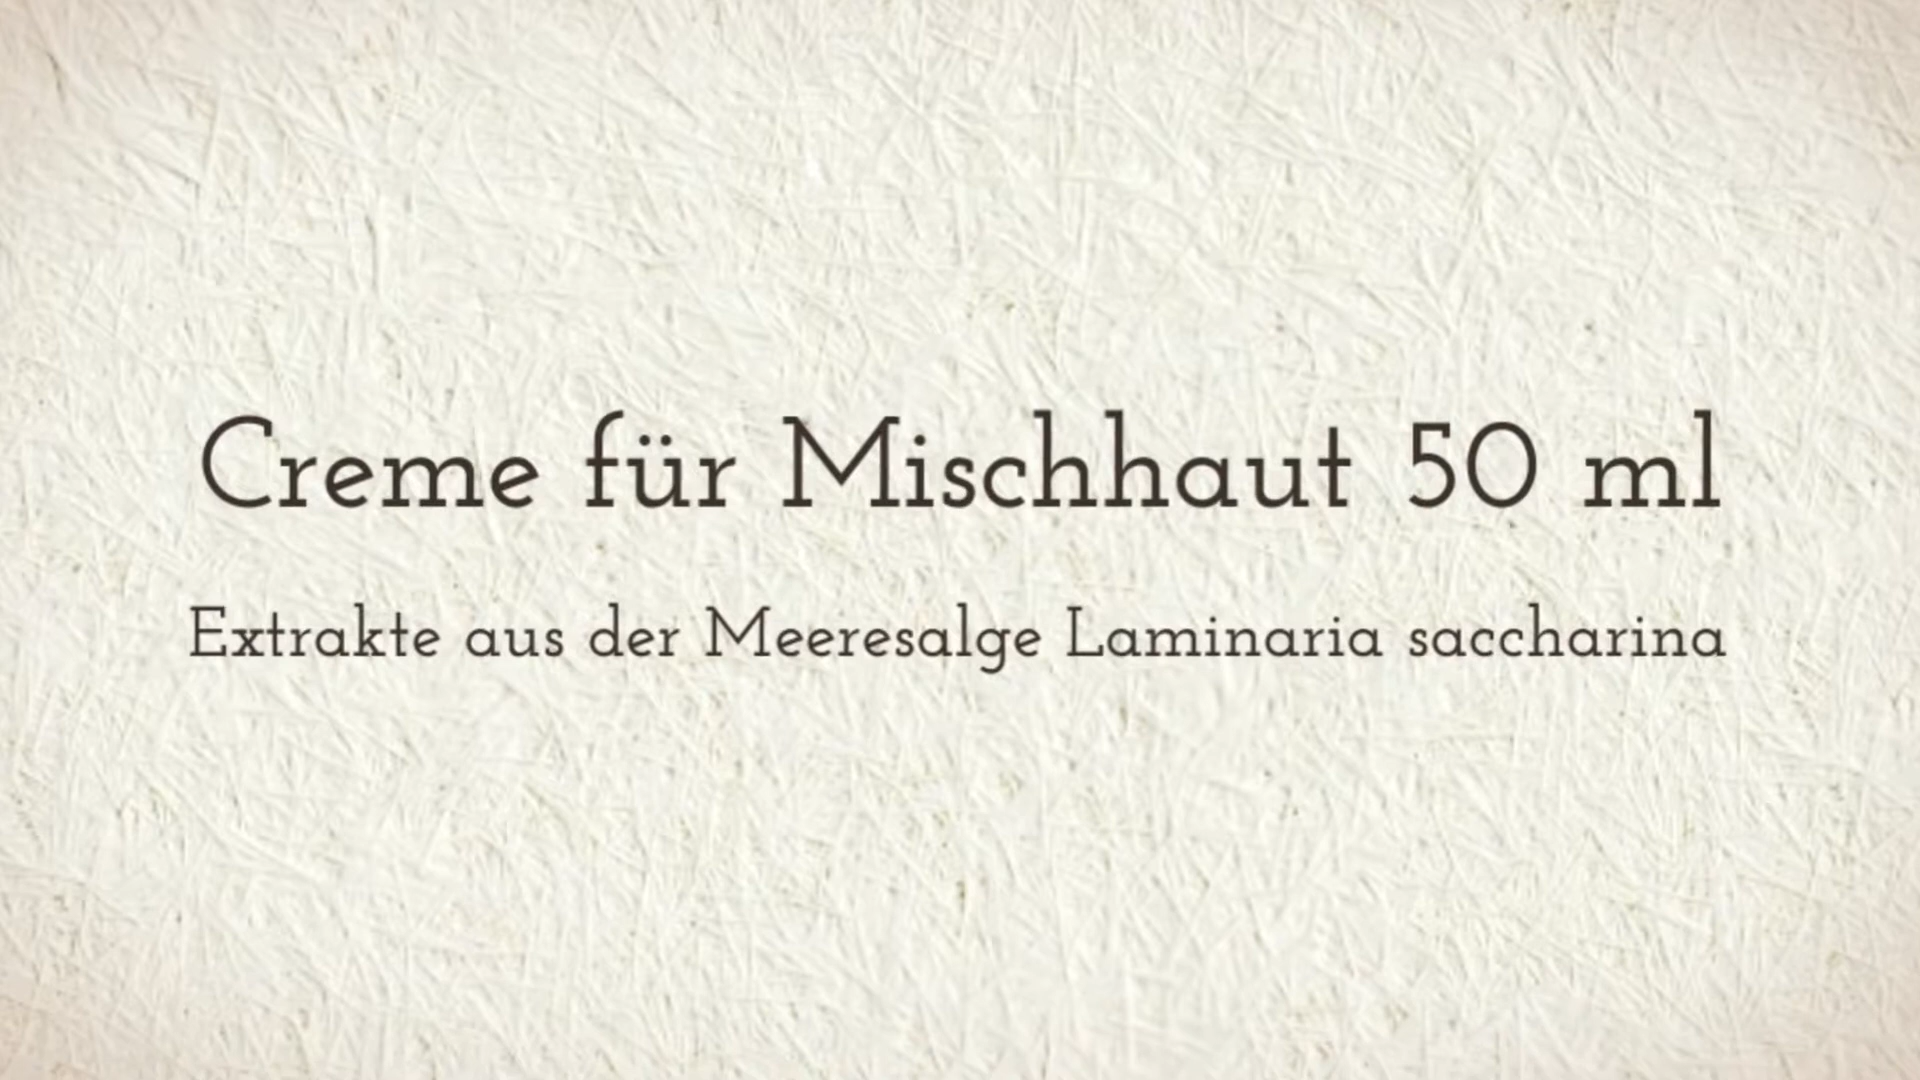 Creme für Mischhaut 50 ml
Extrakte aus der Meeresalge Laminaria saccharina